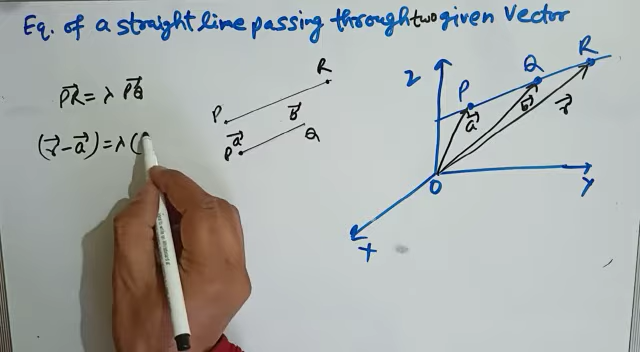 Eq. of a straight line passing through two given vector
R
Z Q R
P
PR⃗ = λ PQ⃗
P a⃗ b⃗ r⃗
a⃗ b⃗
P Q
(r⃗ - a⃗) = λ (
O Y
X